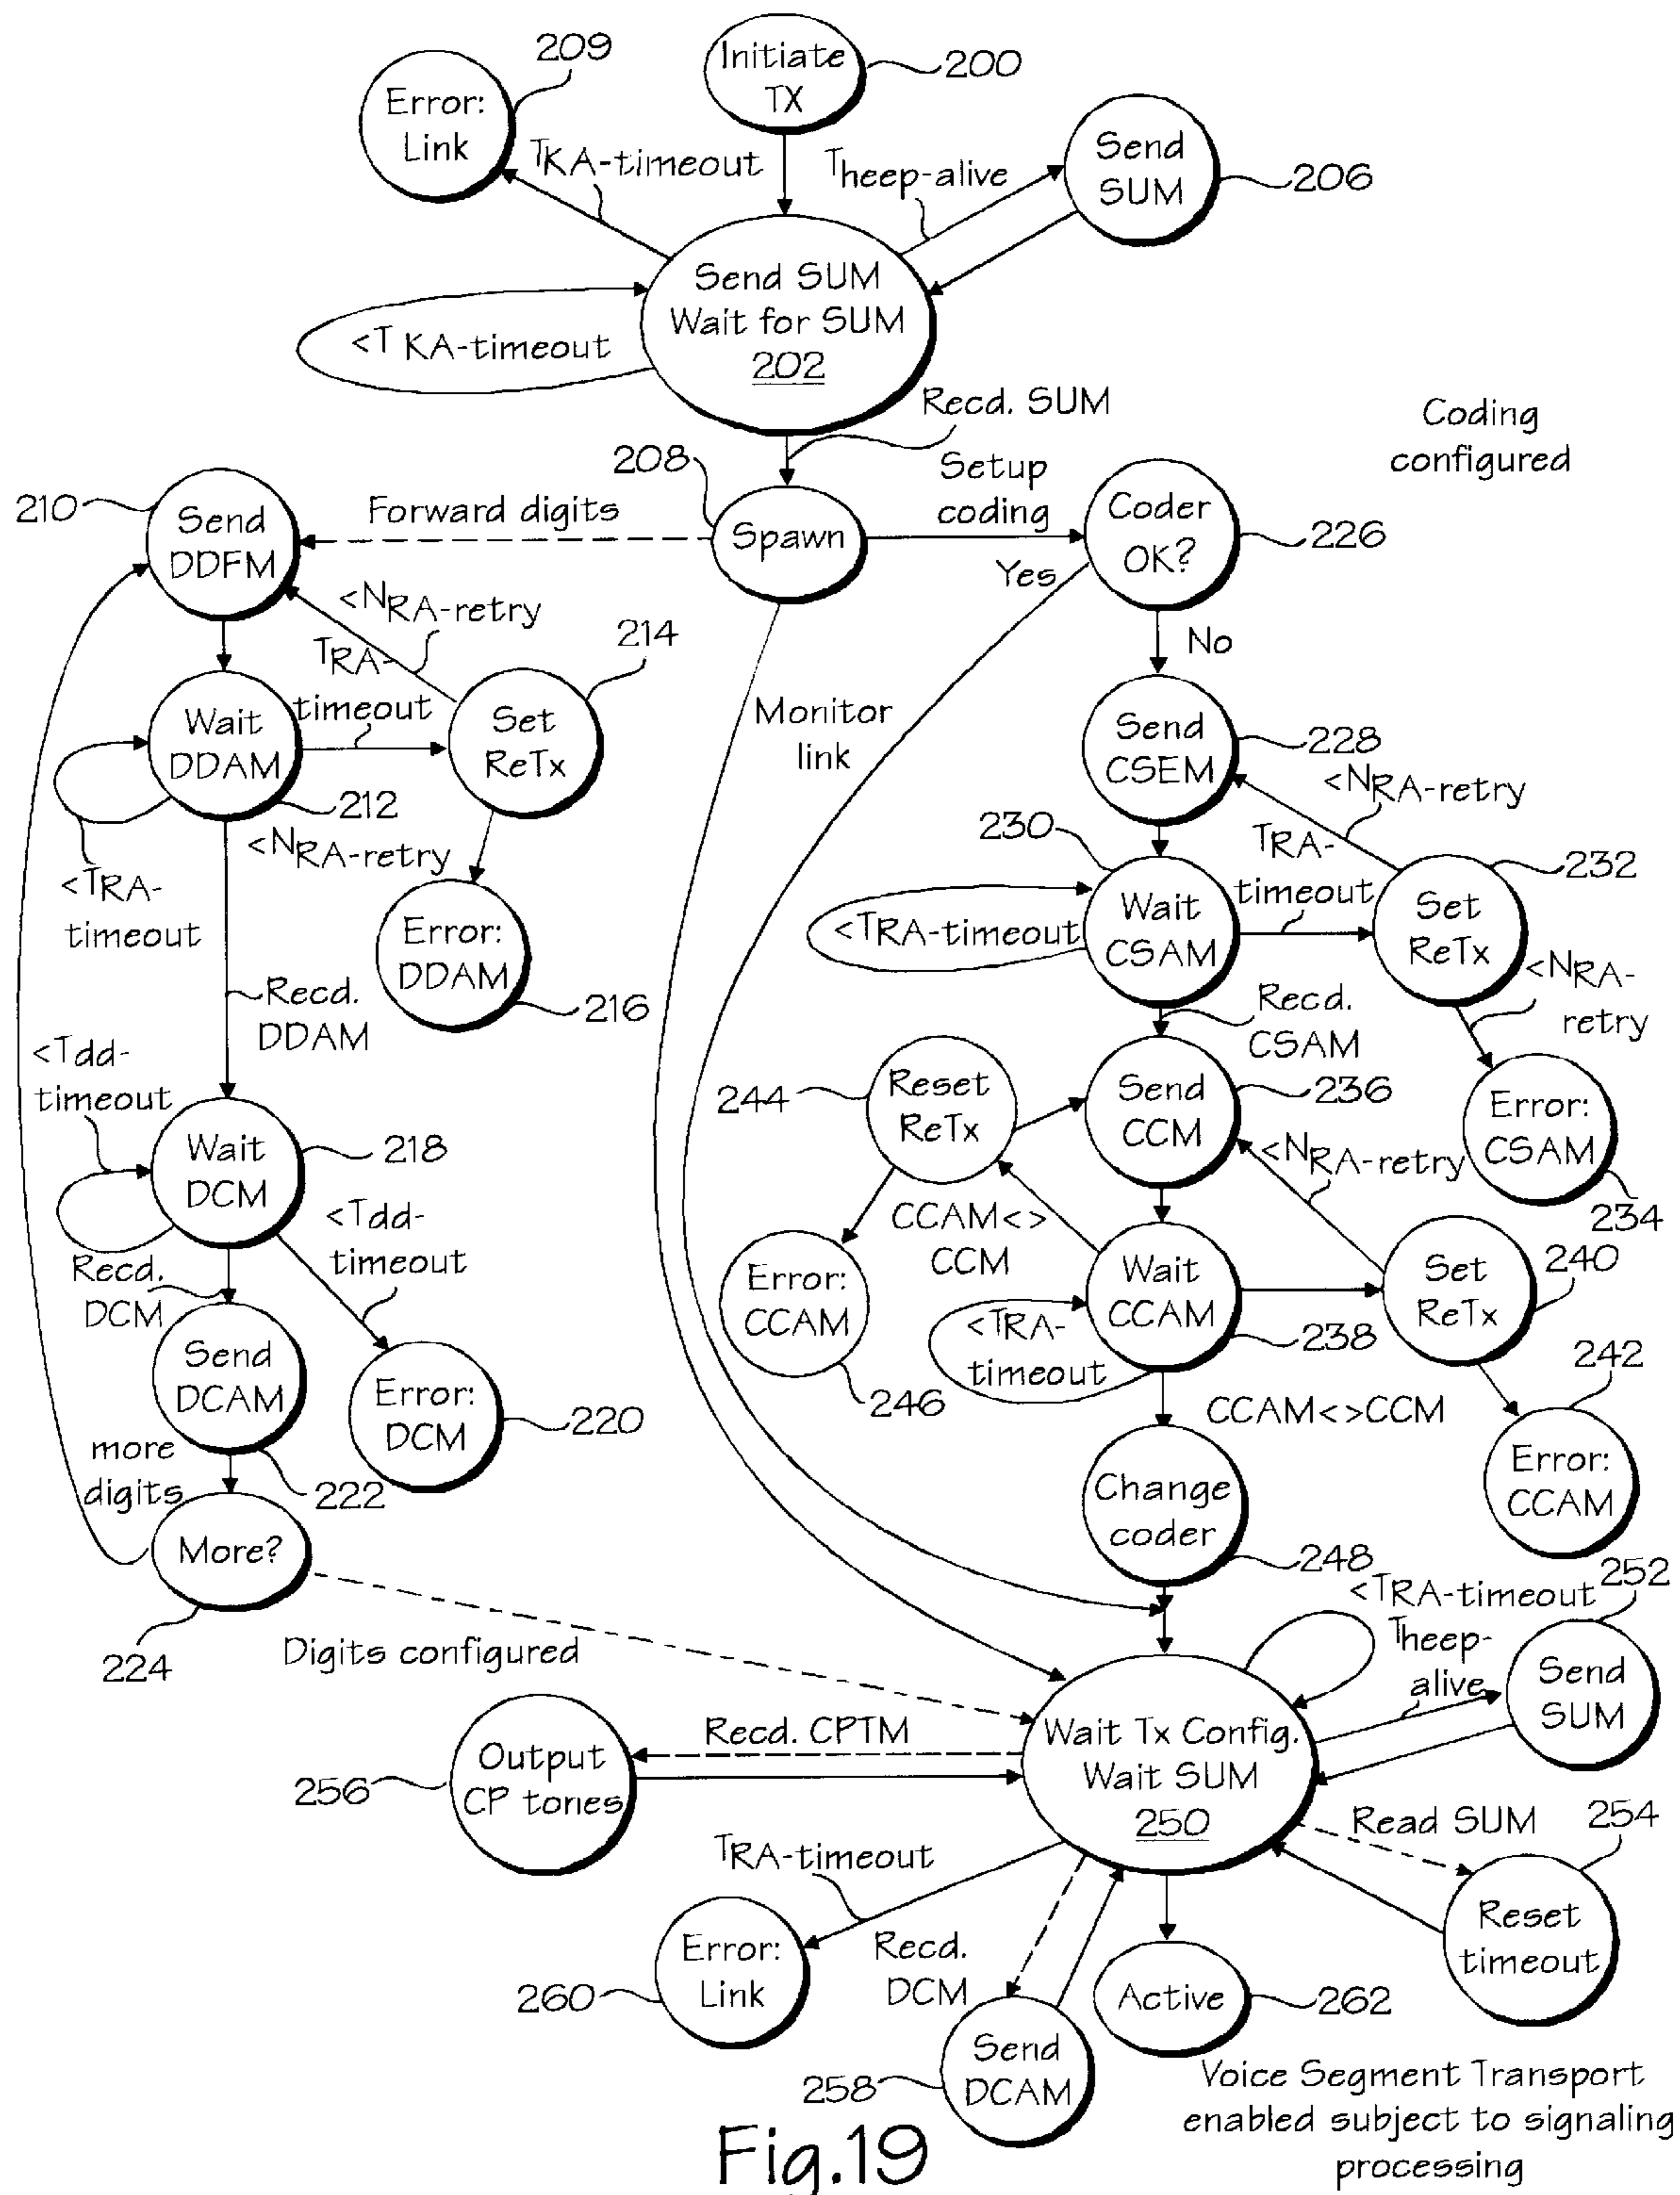 209
Error:
Link
Initiate
TX
200
TKA-timeout
Theep-alive
Send
SUM
206
Send SUM
Wait for SUM
202
<T KA-timeout
Recd. SUM
Coding
configured
208
Setup
coding
210
Send
DDFM
Forward digits
Spawn
Coder
OK?
226
Yes
No
<NRA-retry
TRA-
timeout
214
Wait
DDAM
212
Set
ReTx
Monitor
link
Send
CSEM
228
<NRA-retry
<TRA-
timeout
<NRA-retry
230
TRA-
timeout
232
Error:
DDAM
216
<TRA-timeout
Wait
CSAM
Set
ReTx
<NRA-
retry
Recd.
DDAM
Recd.
CSAM
<Tdd-
timeout
244
Reset
ReTx
Send
CCM
236
Error:
CSAM
234
Wait
DCM
218
<NRA-retry
<Tdd-
timeout
CCAM<>
CCM
Recd.
DCM
Error:
CCAM
246
Wait
CCAM
238
Set
ReTx
240
<TRA-
timeout
Send
DCAM
222
Error:
DCM
220
CCAM<>CCM
242
Error:
CCAM
more
digits
Change
coder
248
More?
224
Digits configured
<TRA-timeout
252
Theep-
alive
Send
SUM
Recd. CPTM
Wait Tx Config.
Wait SUM
250
256
Output
CP tones
Read SUM
254
TRA-timeout
Reset
timeout
Error:
Link
260
Recd.
DCM
Active
262
Send
DCAM
258
Voice Segment Transport
enabled subject to signaling
processing
Fig.19